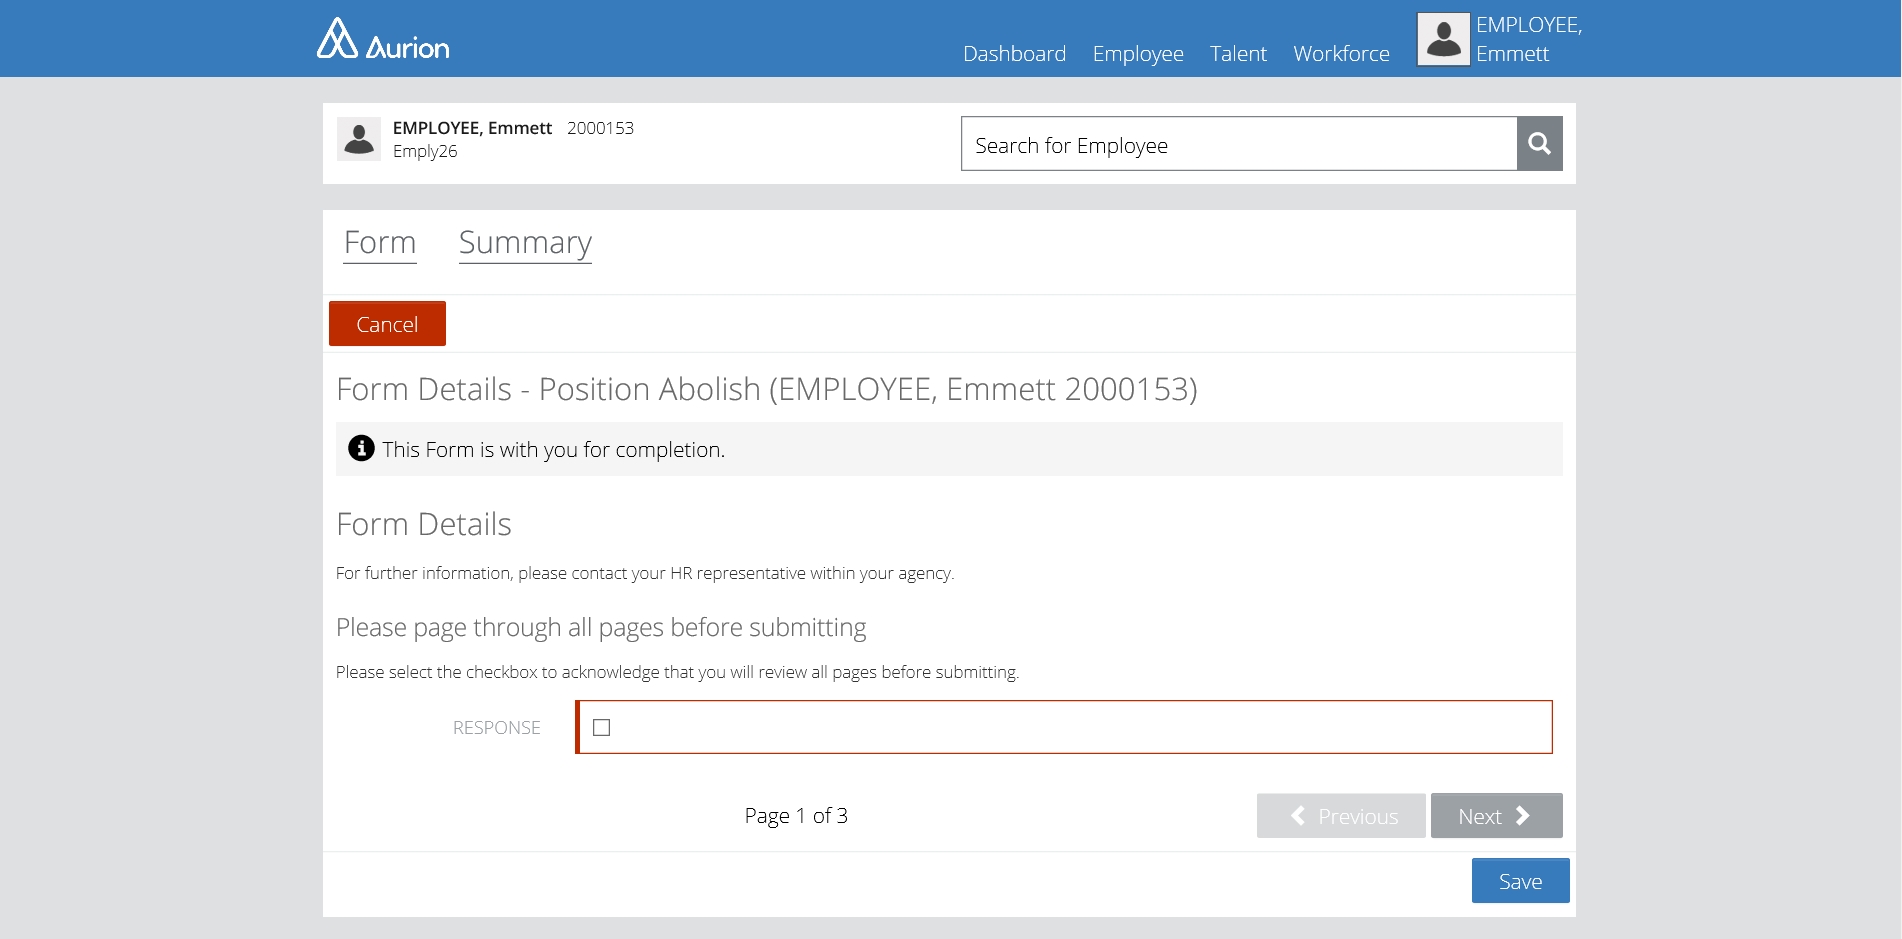 Aurion
Dashboard Employee Talent Workforce
EMPLOYEE,
Emmett
EMPLOYEE, Emmett 2000153
Emply26
Search for Employee
Form Summary
Cancel
Form Details - Position Abolish (EMPLOYEE, Emmett 2000153)
This Form is with you for completion.
Form Details
For further information, please contact your HR representative within your agency.
Please page through all pages before submitting
Please select the checkbox to acknowledge that you will review all pages before submitting.
RESPONSE
Page 1 of 3
Previous Next
Save